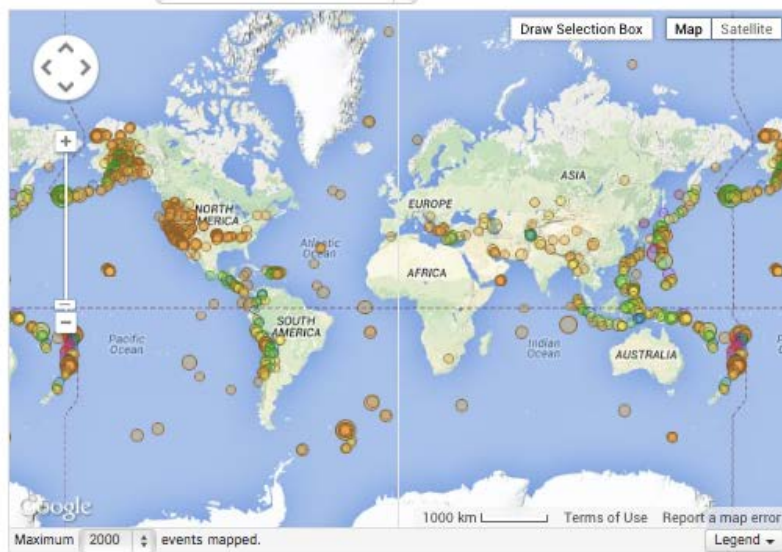 Draw Selection Box
Map
Satellite
+
−
ASIA
NORTH
AMERICA
EUROPE
Atlantic
Ocean
AFRICA
Pacific
Ocean
SOUTH
AMERICA
Indian
Ocean
AUSTRALIA
Google
1000 km
Terms of Use
Report a map error
Maximum 2000 events mapped.
Legend